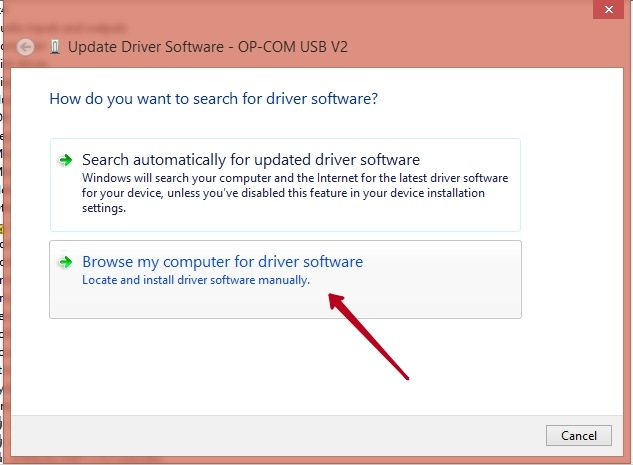 Update Driver Software - OP-COM USB V2
How do you want to search for driver software?
Search automatically for updated driver software
Windows will search your computer and the Internet for the latest driver software
for your device, unless you've disabled this feature in your device installation
settings.
Browse my computer for driver software
Locate and install driver software manually.
Cancel